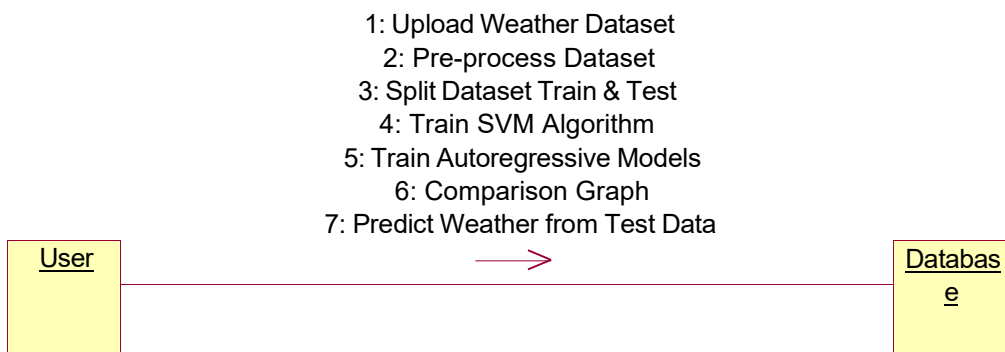 1: Upload Weather Dataset
2: Pre-process Dataset
3: Split Dataset Train & Test
4: Train SVM Algorithm
5: Train Autoregressive Models
6: Comparison Graph
7: Predict Weather from Test Data
User
Databas
e